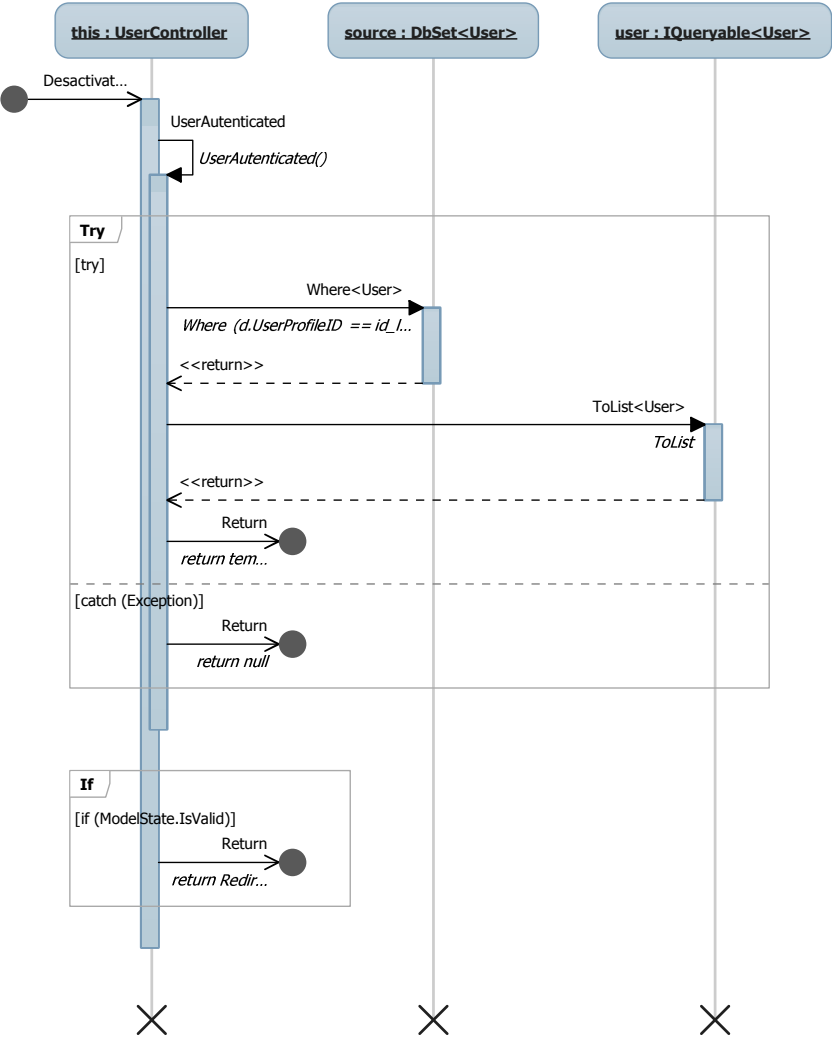 this : UserController
source : DbSet<User>
user : IQueryable<User>
Desactivat...
UserAutenticated
UserAutenticated()
Try
[try]
Where<User>
Where (d.UserProfileID == id_l...
<<return>>
ToList<User>
ToList
<<return>>
Return
return tem...
[catch (Exception)]
Return
return null
If
[if (ModelState.IsValid)]
Return
return Redir...